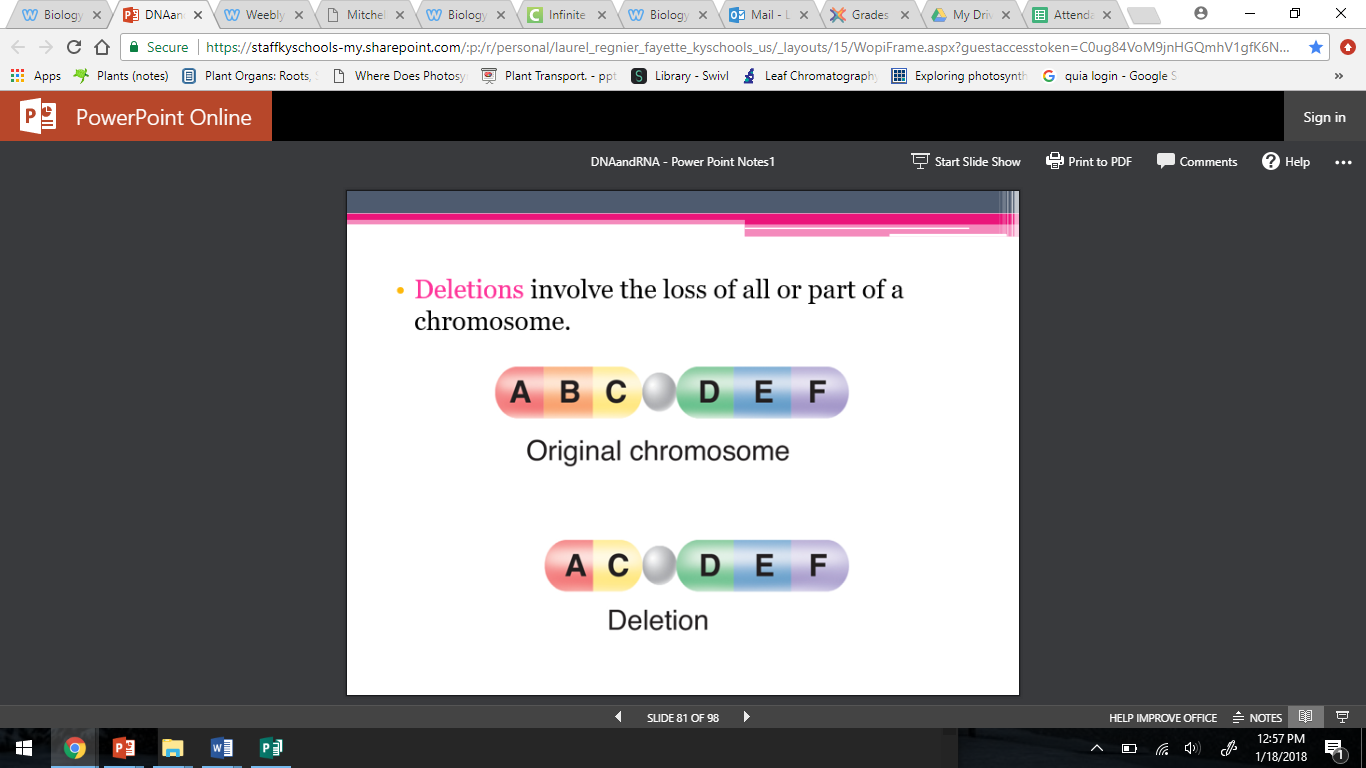 Biology
DNAan
Weebly
Mitchel
Biology
Infinite
Biology
Mail - L
Grades
My Driv
Attenda
Secure
https://staffkyschools-my.sharepoint.com/:p:/r/personal/laurel_regnier_fayette_kyschools_us/_layouts/15/WopiFrame.aspx?guestaccesstoken=C0ug84VoM9jnHGQmhV1gfK6N...
Apps
Plants (notes)
Plant Organs: Roots,
Where Does Photosy
Plant Transport. - ppt
Library - Swivl
Leaf Chromatography
Exploring photosynth
quia login - Google S
PowerPoint Online
Sign in
DNAandRNA - Power Point Notes1
Start Slide Show
Print to PDF
Comments
Help
• Deletions involve the loss of all or part of a
chromosome.
A B C D E F
Original chromosome
A C D E F
Deletion
SLIDE 81 OF 98
HELP IMPROVE OFFICE
NOTES
12:57 PM
1/18/2018
1